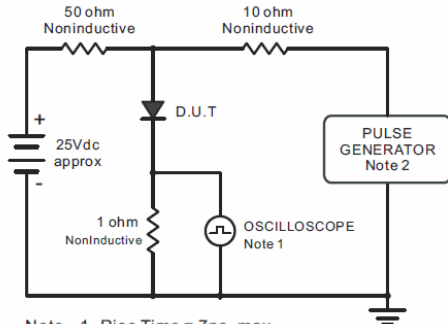 50 ohm
Noninductive
10 ohm
Noninductive
D.U.T
+
25Vdc
approx
-
PULSE
GENERATOR
Note 2
1 ohm
NonInductive
OSCILLOSCOPE
Note 1